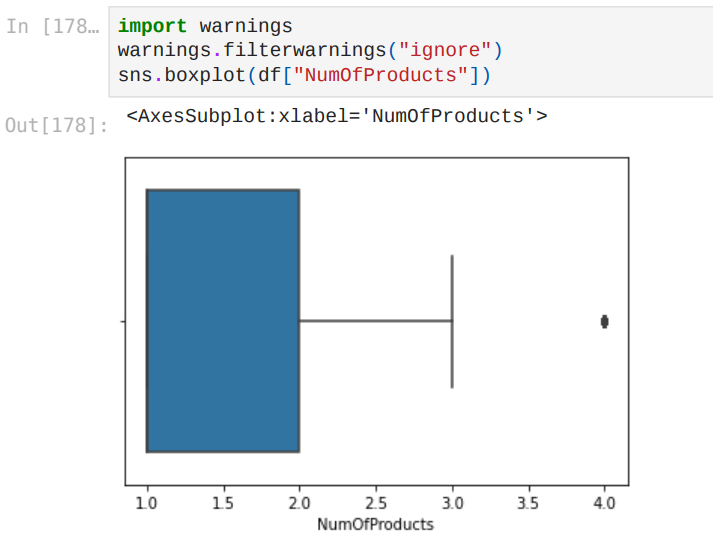 In [178…
import warnings
warnings.filterwarnings("ignore")
sns.boxplot(df["NumOfProducts"])
Out[178]:
<AxesSubplot:xlabel='NumOfProducts'>
1.0 1.5 2.0 2.5 3.0 3.5 4.0
NumOfProducts